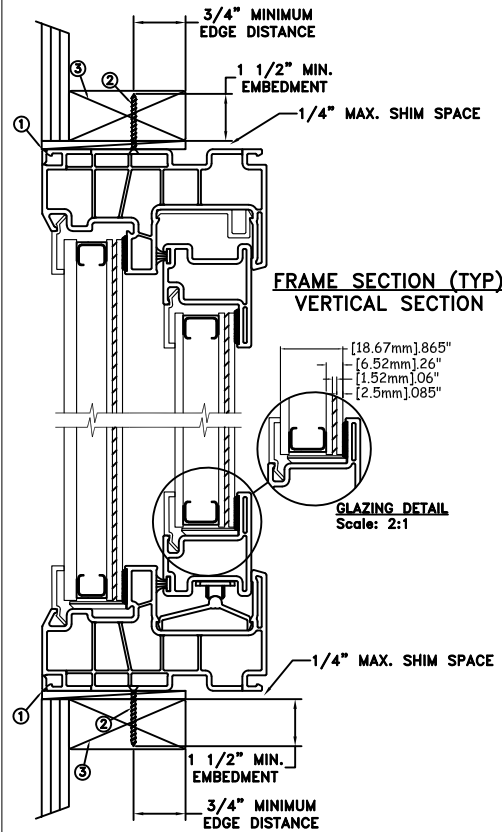 3/4" MINIMUM
EDGE DISTANCE
3
2
1 1/2" MIN.
EMBEDMENT
1
1/4" MAX. SHIM SPACE
FRAME SECTION (TYP)
VERTICAL SECTION
[18.67mm].865"
[6.52mm].26"
[1.52mm].06"
[2.5mm].085"
GLAZING DETAIL
Scale: 2:1
1/4" MAX. SHIM SPACE
1
2
3
1 1/2" MIN.
EMBEDMENT
3/4" MINIMUM
EDGE DISTANCE